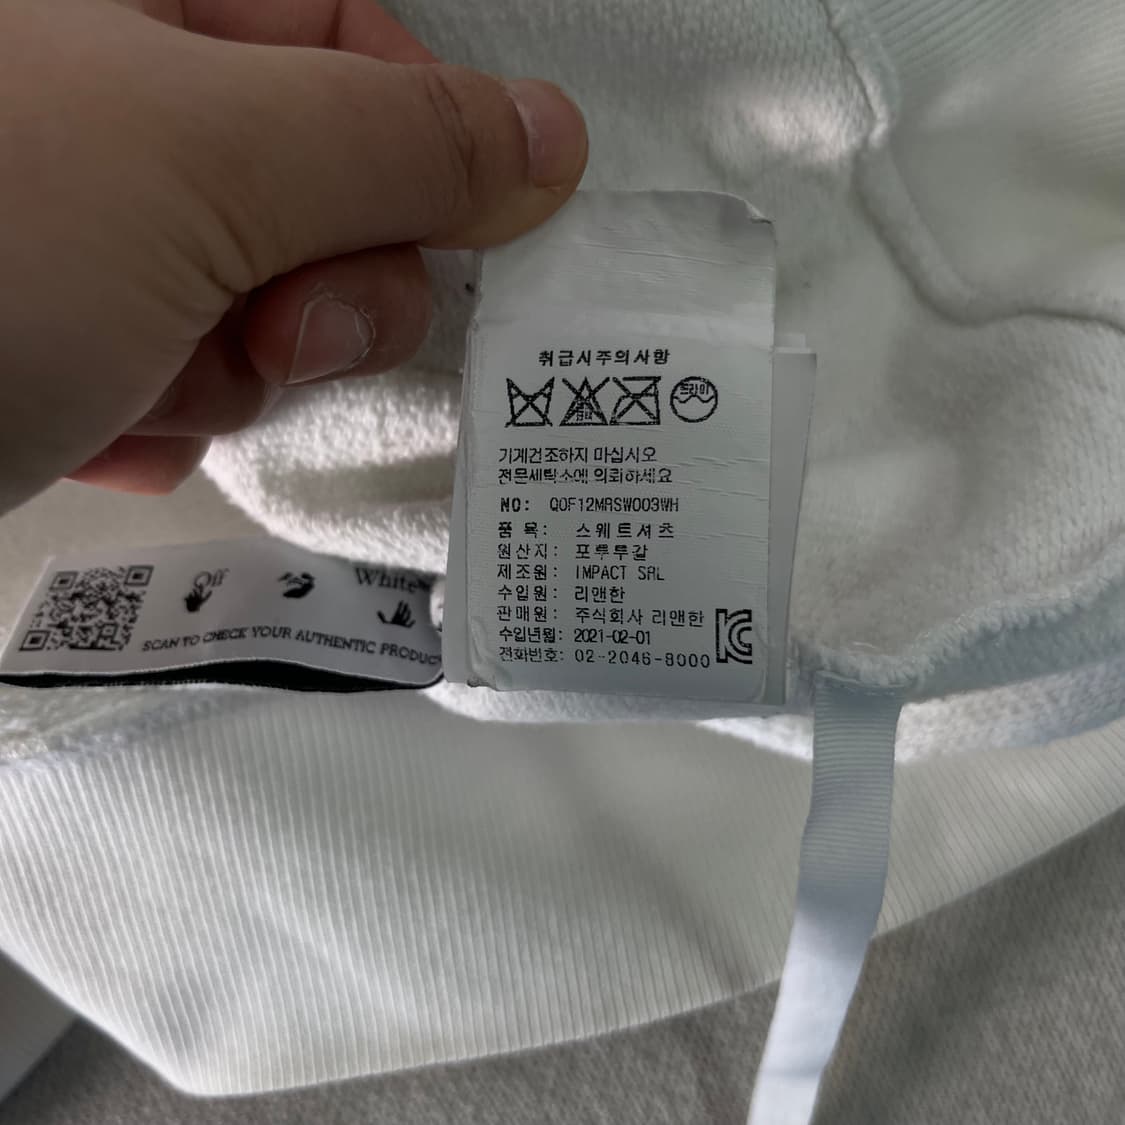 취급시주의사항
드라이
기계건조하지 마십시오
전문세탁소에 의뢰하세요
NO: QOF12MRSW003WH
품 목: 스웨트셔츠
원산지: 포루투갈
제조원: IMPACT SRL
수입원: 리앤한
판매원: 주식회사 리앤한
수입년월: 2021-02-01
전화번호: 02-2046-8000
Off White™
SCAN TO CHECK YOUR AUTHENTIC PRODUC